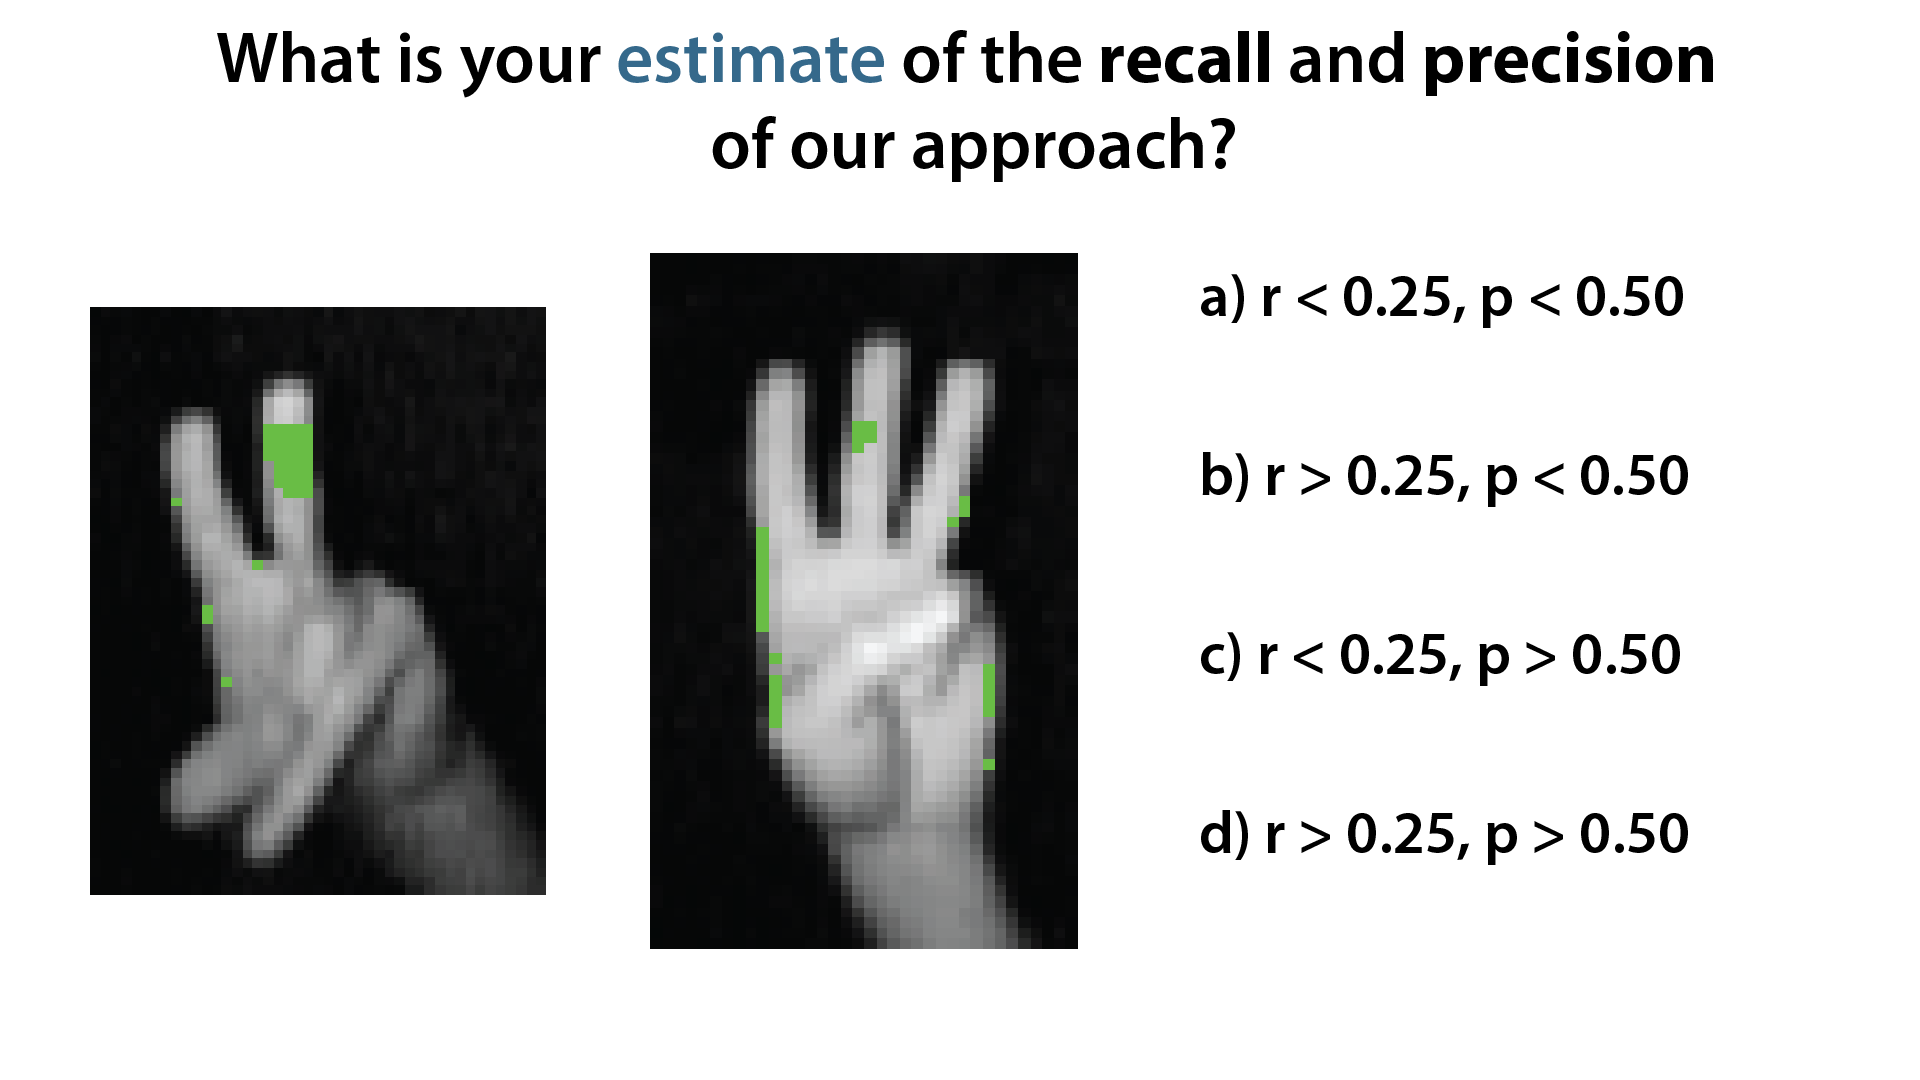 What is your estimate of the recall and precision
of our approach?
a) r < 0.25, p < 0.50
b) r > 0.25, p < 0.50
c) r < 0.25, p > 0.50
d) r > 0.25, p > 0.50